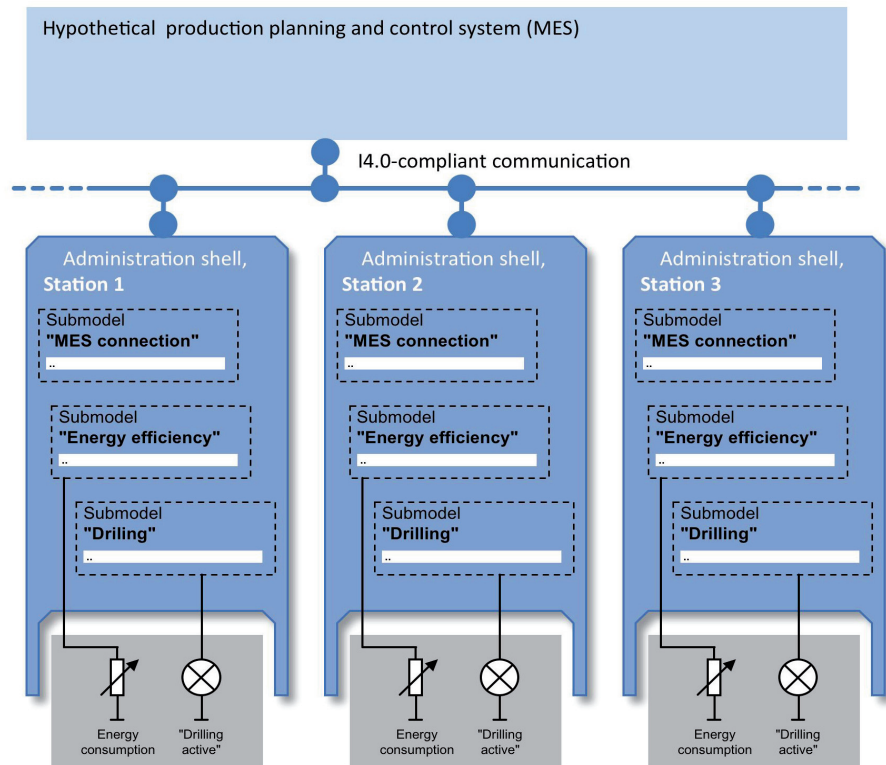 Hypothetical production planning and control system (MES)
I4.0-compliant communication
Administration shell,
Station 1
Submodel
"MES connection"
..
Submodel
"Energy efficiency"
..
Submodel
"Driling"
..
Energy
consumption
"Drilling
active"
Administration shell,
Station 2
Submodel
"MES connection"
..
Submodel
"Energy efficiency"
..
Submodel
"Drilling"
..
Energy
consumption
"Drilling
active"
Administration shell,
Station 3
Submodel
"MES connection"
..
Submodel
"Energy efficiency"
..
Submodel
"Drilling"
..
Energy
consumption
"Drilling
active"